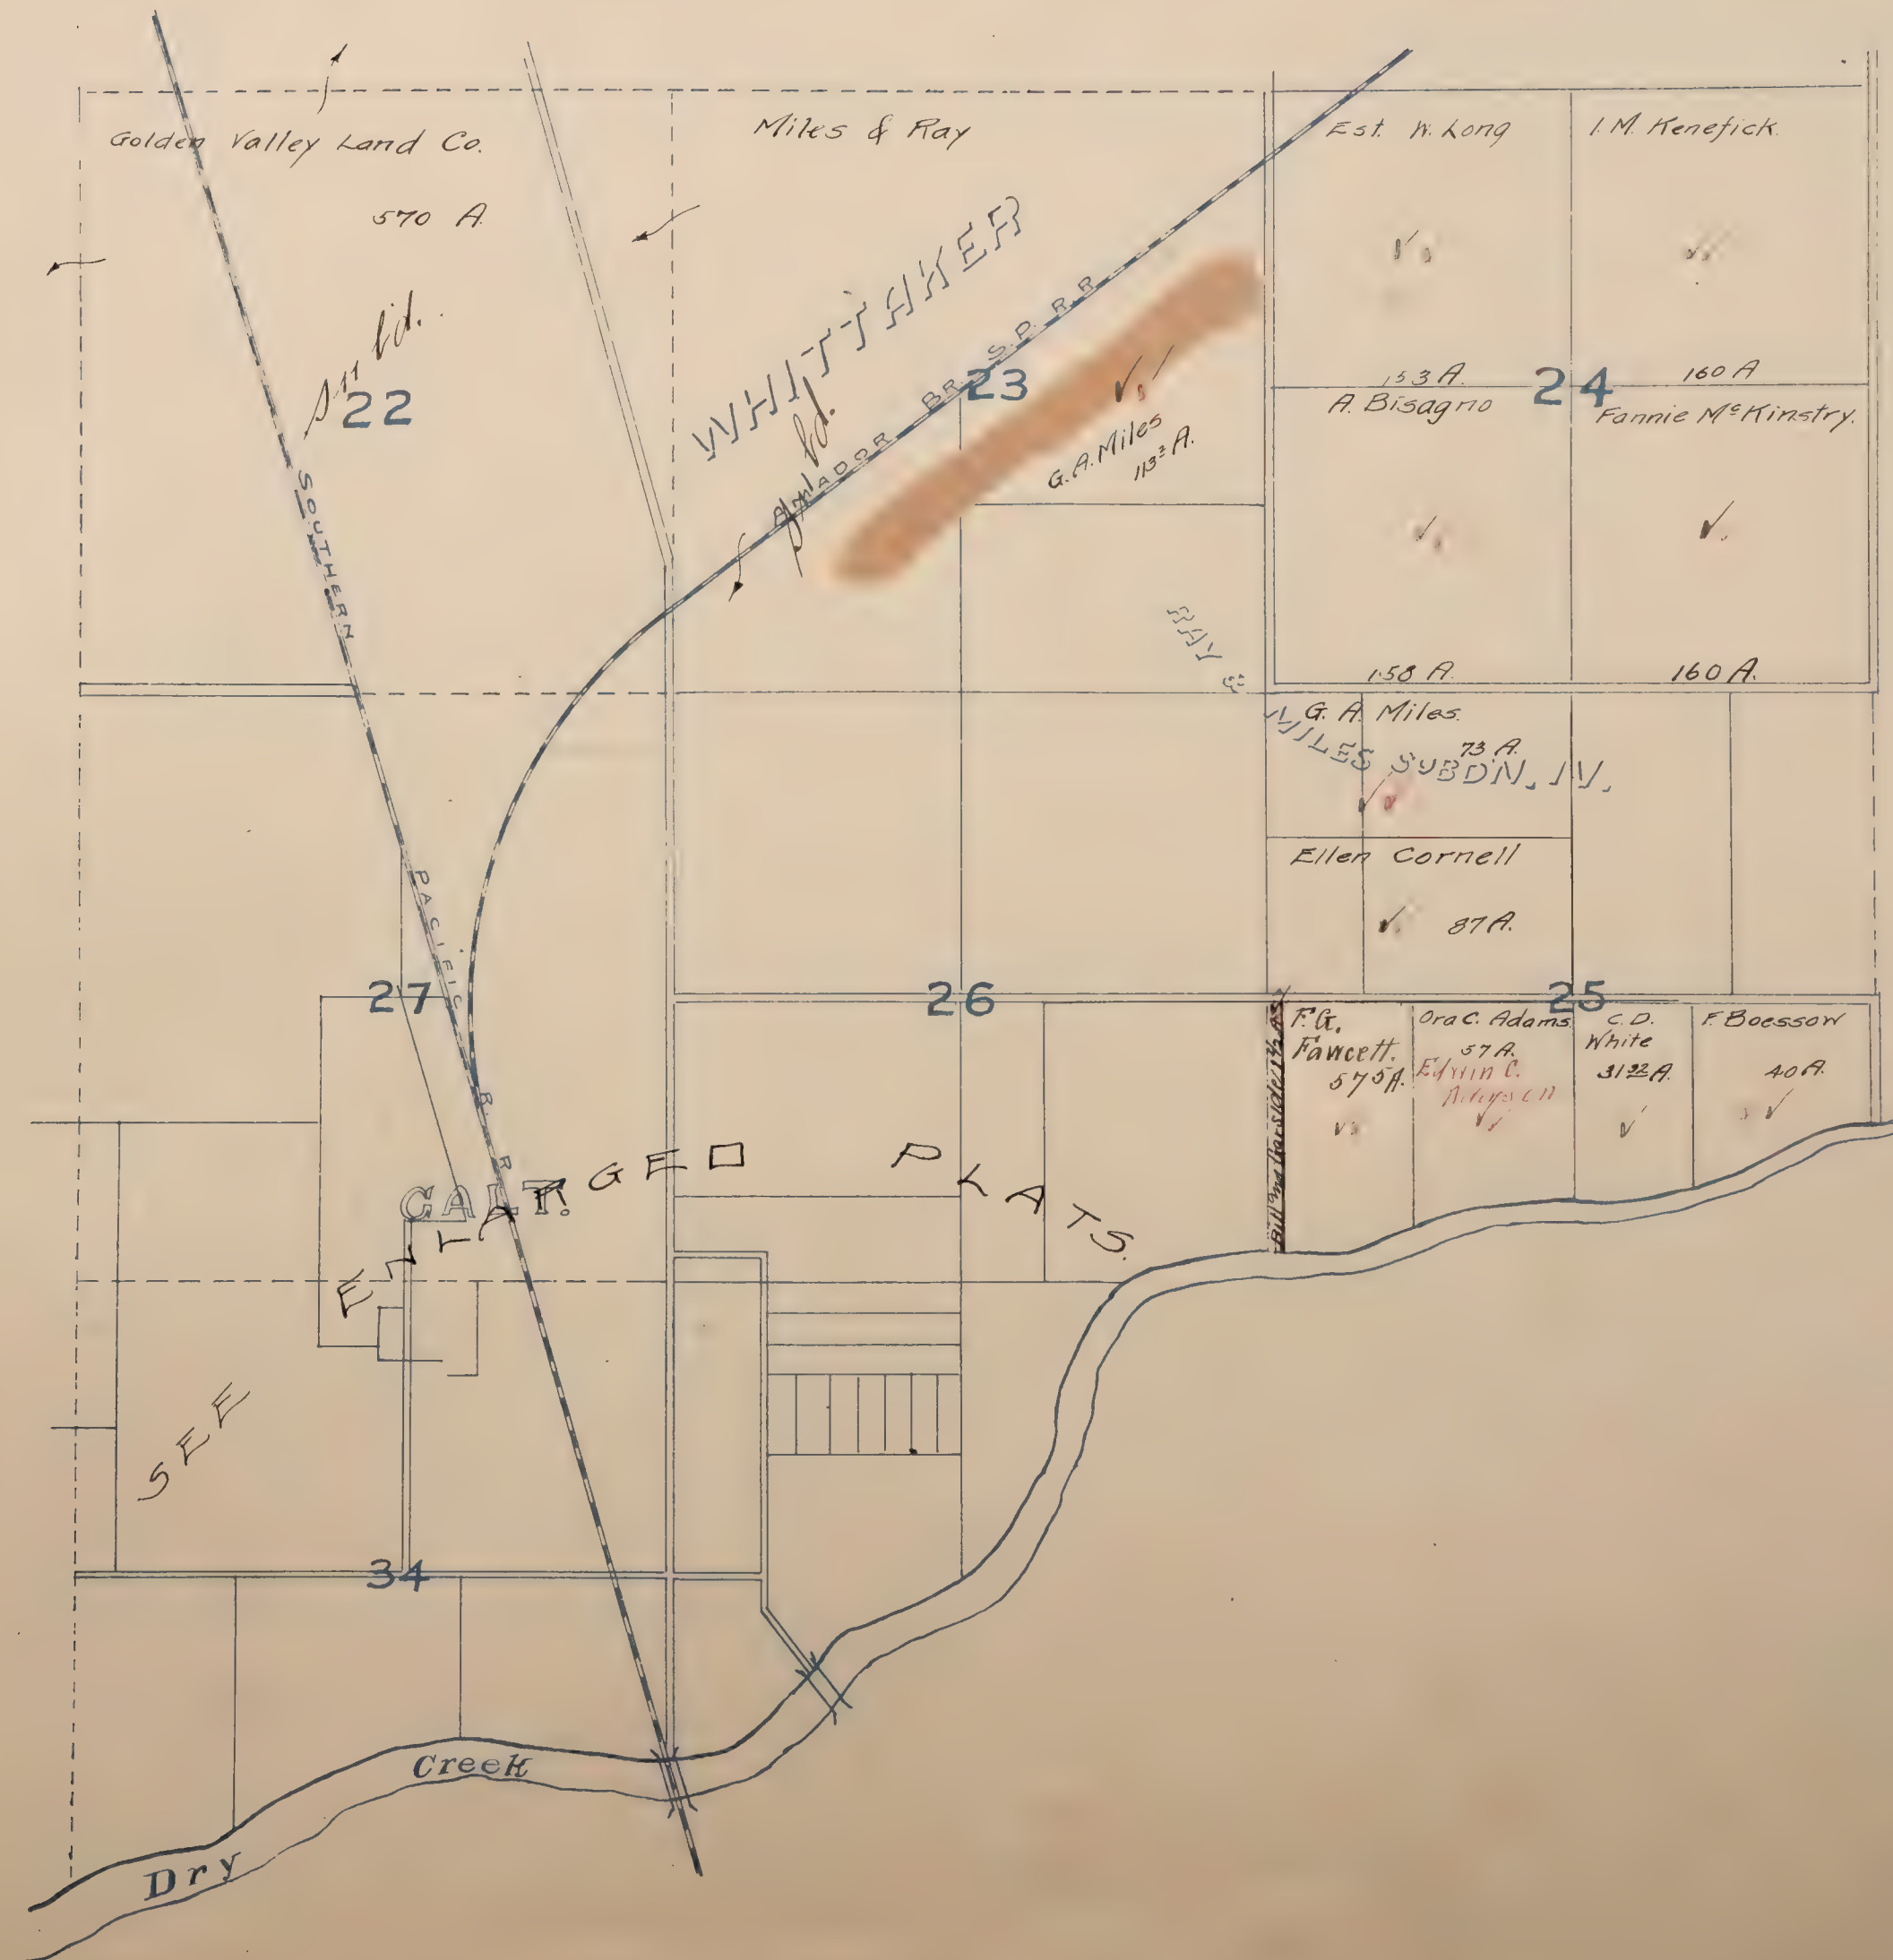 Golden Valley Land Co.
570 A.
22
Miles & Ray
WHITTAKER
AMADOR BR. S.P. R.R
23
G.A. Miles
113² A.
Est. W. Long
153 A.
I. M. Kenefick
160 A
24
A. Bisagno
158 A.
Fannie McKinstry.
160 A.
SOUTHERN PACIFIC R. R
RAY &
MILES SUBDN. IV.
G. A. Miles.
73 A.
Ellen Cornell
87 A.
27
26
25
F.G.
Fawcett.
57⁵ A.
Ora C. Adams
57 A.
Edwin C.
C.D.
White
31²² A.
F. Boessow
40 A.
GALT.
SEE ENLARGED PLATS.
34
Dry Creek